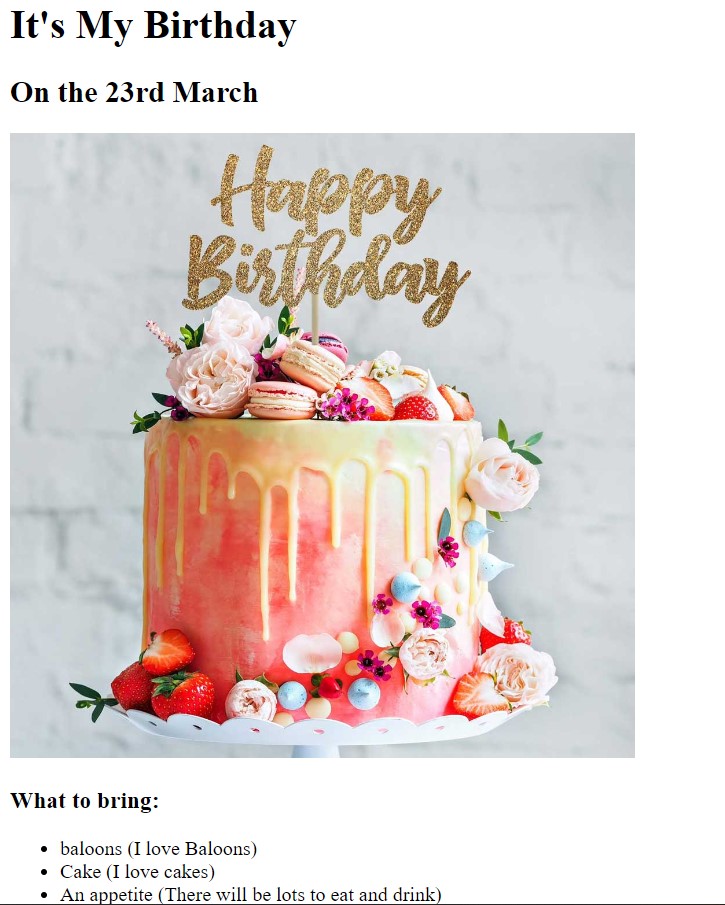 It's My Birthday
On the 23rd March
Happy
Birthday
What to bring:
baloons (I love Baloons)
Cake (I love cakes)
An appetite (There will be lots to eat and drink)